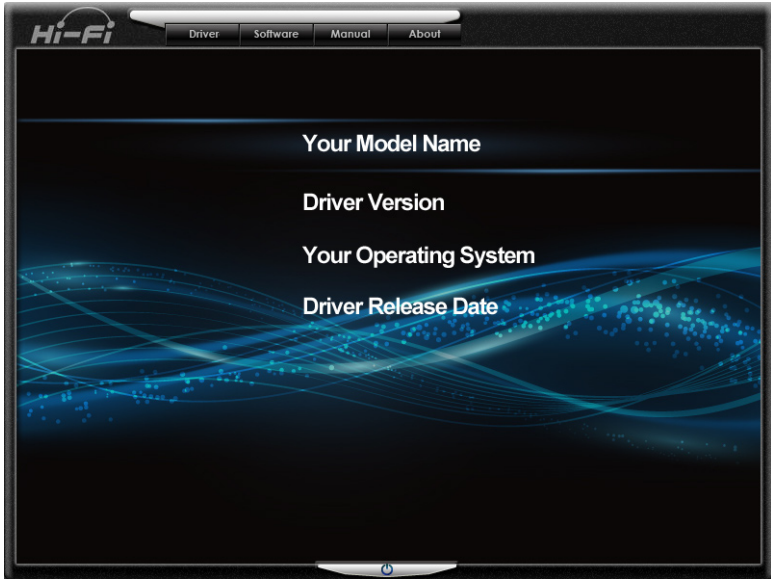 Hi-Fi
Driver Software Manual About
Your Model Name
Driver Version
Your Operating System
Driver Release Date